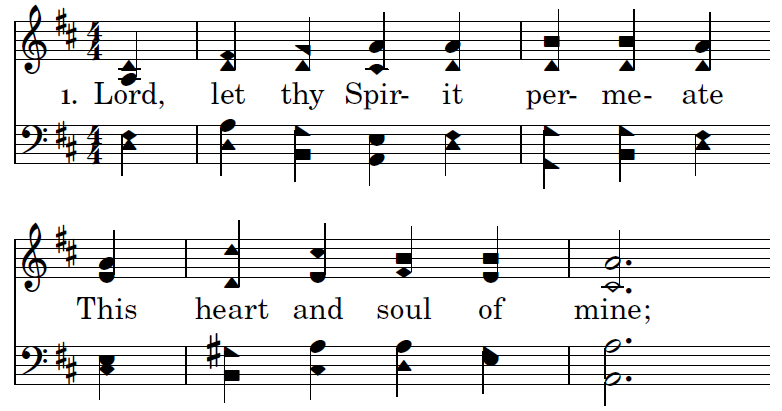 1. Lord, let thy Spir- it per- me- ate
This heart and soul of mine;